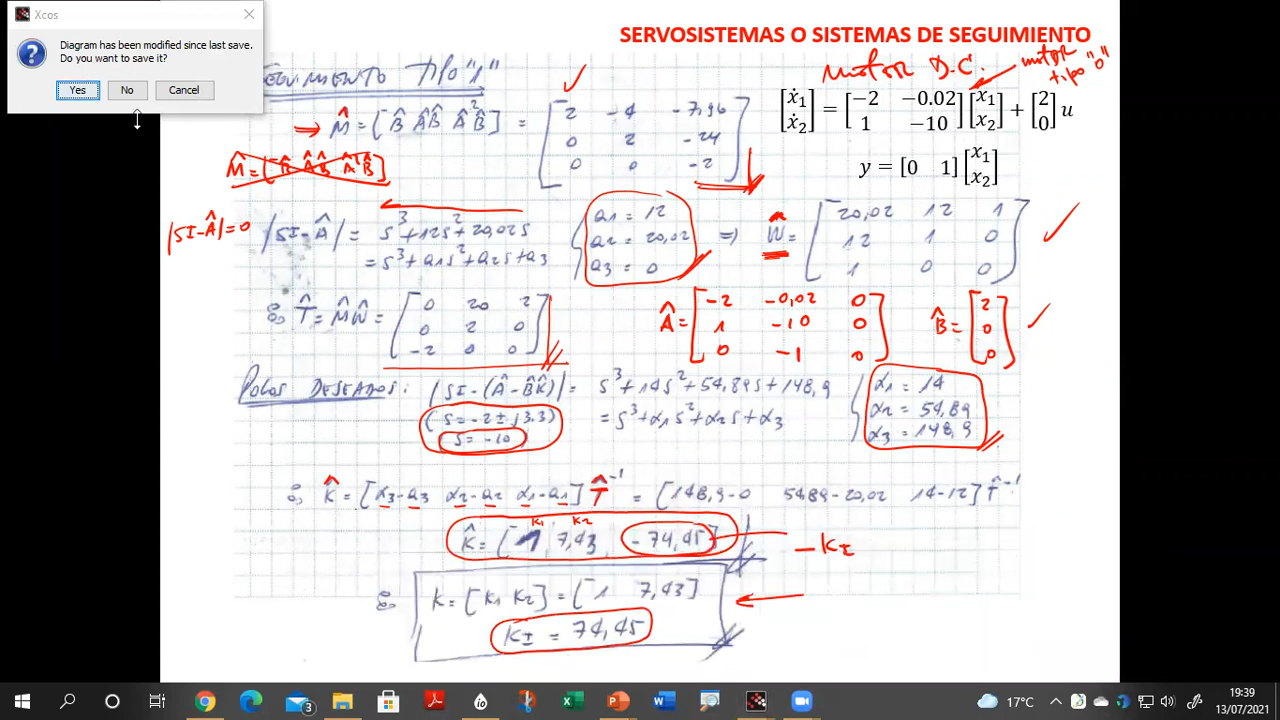 Xcos
Diagram has been modified since last save.
Do you want to save it?
Yes No Cancel
SERVOSISTEMAS O SISTEMAS DE SEGUIMIENTO
TIPO "1"
MOTOR D.C.
MOTOR tipo "0"
[ẋ1 ẋ2] = [-2 -0.02 1 -10] [x1 x2] + [2 0] u
y = [0 1] [x1 x2]
⇒ M̂ = [B̂ ÂB̂ Â²B̂] =
2 -4 -7,96
0 2 -24
0 0 -2
M̂ = [B̂ ÂB̂ Â²B̂]
|SI-Â|=0
|SI-Â| = S³+12S²+20,02S
= S³+a1S²+a2S+a3
a1 = 12
a2 = 20,02
a3 = 0
⇒ Ŵ =
20,02 12 1
12 1 0
1 0 0
T̂ = M̂Ŵ =
0 20 2
0 2 0
-2 0 0
Â =
-2 -0,02 0
1 -10 0
0 -1 0
B̂ =
2
0
0
POLOS DESEADOS: |SI-(Â-B̂K̂)| = S³+14S²+54,89S+148,9
(S=-2±j3.3)
S=-10
= S³+α1S²+α2S+α3
α1 = 14
α2 = 54,89
α3 = 148,9
K̂ = [α3-a3 α2-a2 α1-a1] T̂⁻¹ = [148,9-0 54,89-20,02 14-12] T̂⁻¹
K1 K2
K̂ = [1 7,43 -74,45]
-KI
K = [K1 K2] = [1 7,43]
KI = 74,45
3
17°C
19:39
13/07/2021